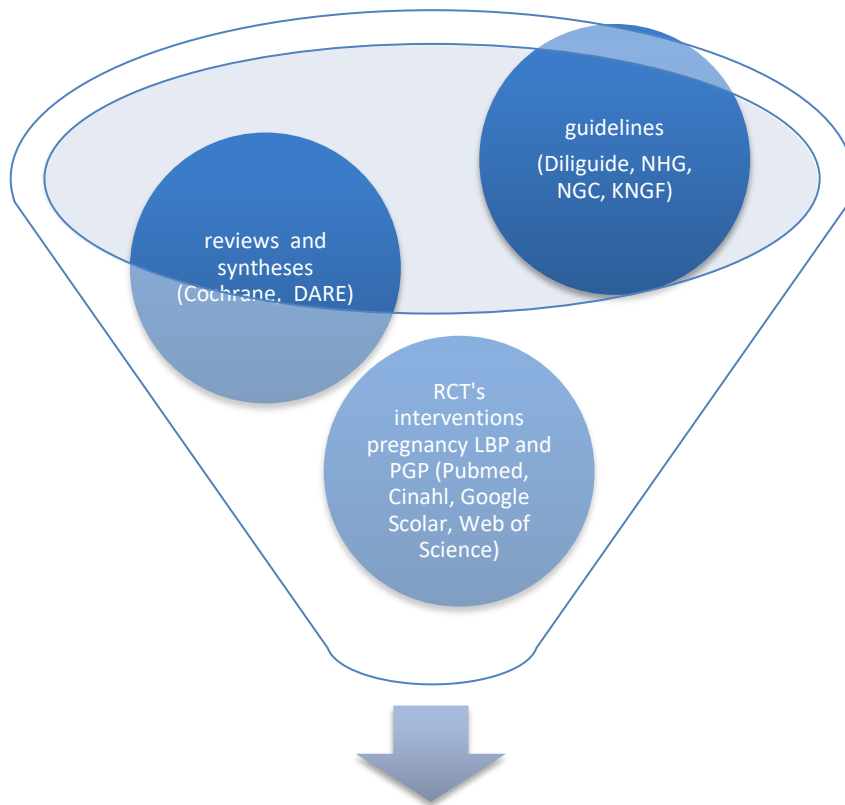 guidelines
(Diliguide, NHG,
NGC, KNGF)
reviews and
syntheses
(Cochrane, DARE)
RCT's
interventions
pregnancy LBP and
PGP (Pubmed,
Cinahl, Google
Scolar, Web of
Science)